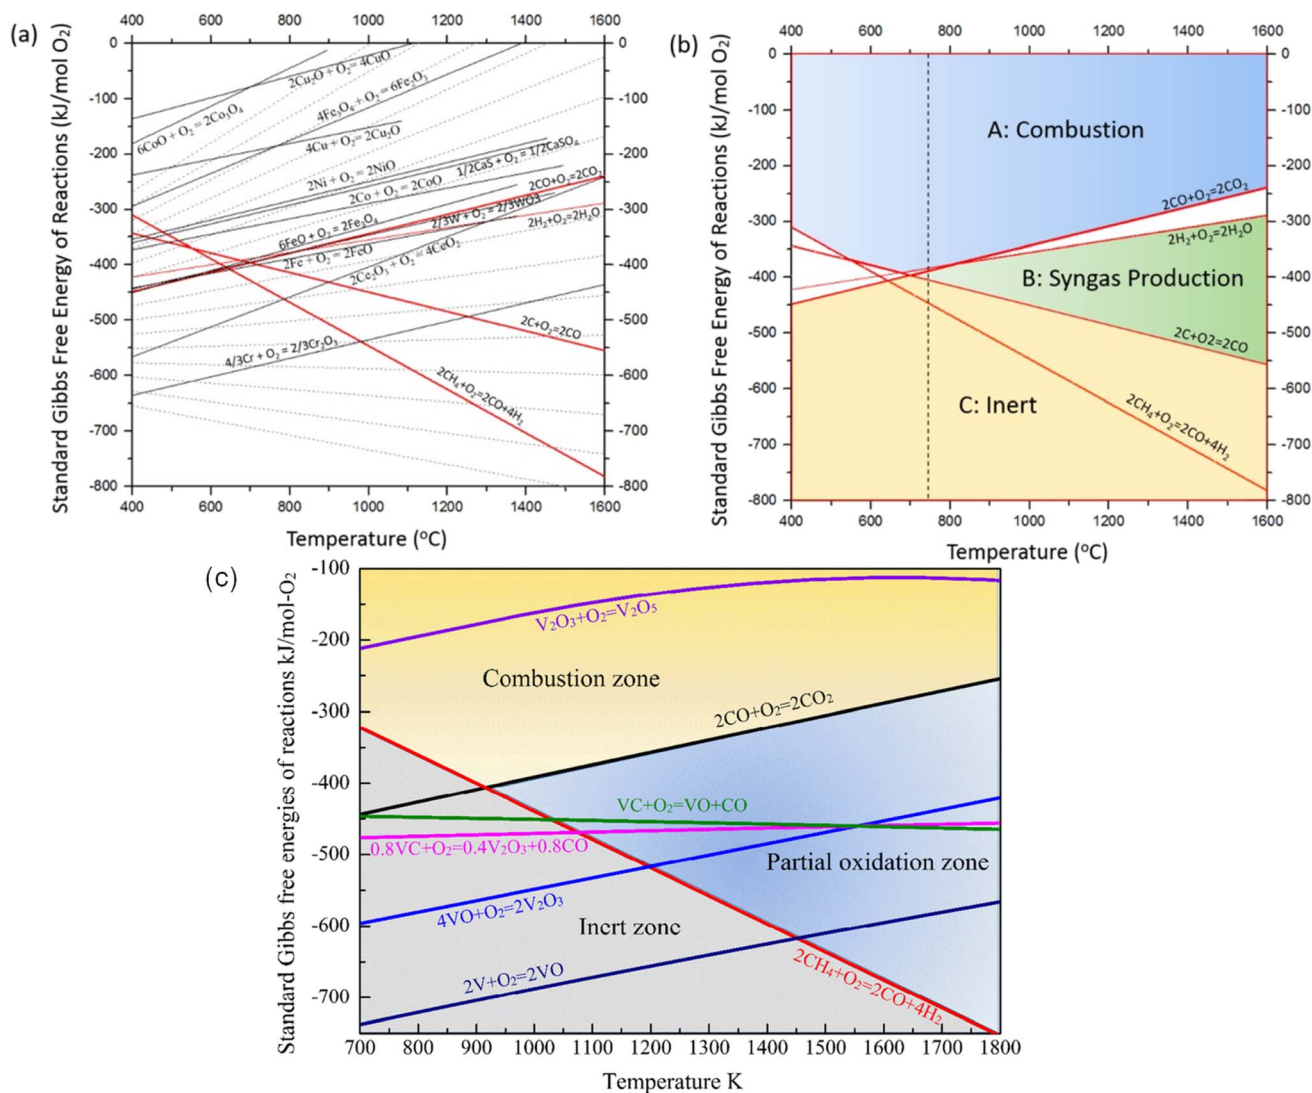 (a)
Standard Gibbs Free Energy of Reactions (kJ/mol O₂)
400 600 800 1000 1200 1400 1600
0
-100
-200
-300
-400
-500
-600
-700
-800
0
-100
-200
-300
-400
-500
-600
-700
-800
6CoO + O₂ = 2Co₃O₄
2Cu₂O + O₂= 4CuO
4Fe₃O₄ + O₂ = 6Fe₂O₃
4Cu + O₂= 2Cu₂O
2Ni + O₂ = 2NiO
1/2CaS + O₂ = 1/2CaSO₄
2Co + O₂ = 2CoO
2CO+O₂=2CO₂
6FeO + O₂ = 2Fe₃O₄
2/3W + O₂ = 2/3WO3
2H₂+O₂=2H₂O
2Fe + O₂ = 2FeO
2Ce₂O₃ + O₂ = 4CeO₂
2C+O₂=2CO
4/3Cr + O₂ = 2/3Cr₂O₃
2CH₄+O₂=2CO+4H₂
400 600 800 1000 1200 1400 1600
Temperature (ᵒC)
(b)
Standard Gibbs Free Energy of Reactions (kJ/mol O₂)
400 600 800 1000 1200 1400 1600
0
-100
-200
-300
-400
-500
-600
-700
-800
0
-100
-200
-300
-400
-500
-600
-700
-800
A: Combustion
2CO+O₂=2CO₂
2H₂+O₂=2H₂O
B: Syngas Production
2C+O2=2CO
C: Inert
2CH₄+O₂=2CO+4H₂
400 600 800 1000 1200 1400 1600
Temperature (ᵒC)
(c)
Standard Gibbs free energies of reactions kJ/mol-O₂
-100
-200
-300
-400
-500
-600
-700
V₂O₃+O₂=V₂O₅
Combustion zone
2CO+O₂=2CO₂
VC+O₂=VO+CO
0.8VC+O₂=0.4V₂O₃+0.8CO
Partial oxidation zone
4VO+O₂=2V₂O₃
Inert zone
2V+O₂=2VO
2CH₄+O₂=2CO+4H₂
700 800 900 1000 1100 1200 1300 1400 1500 1600 1700 1800
Temperature K